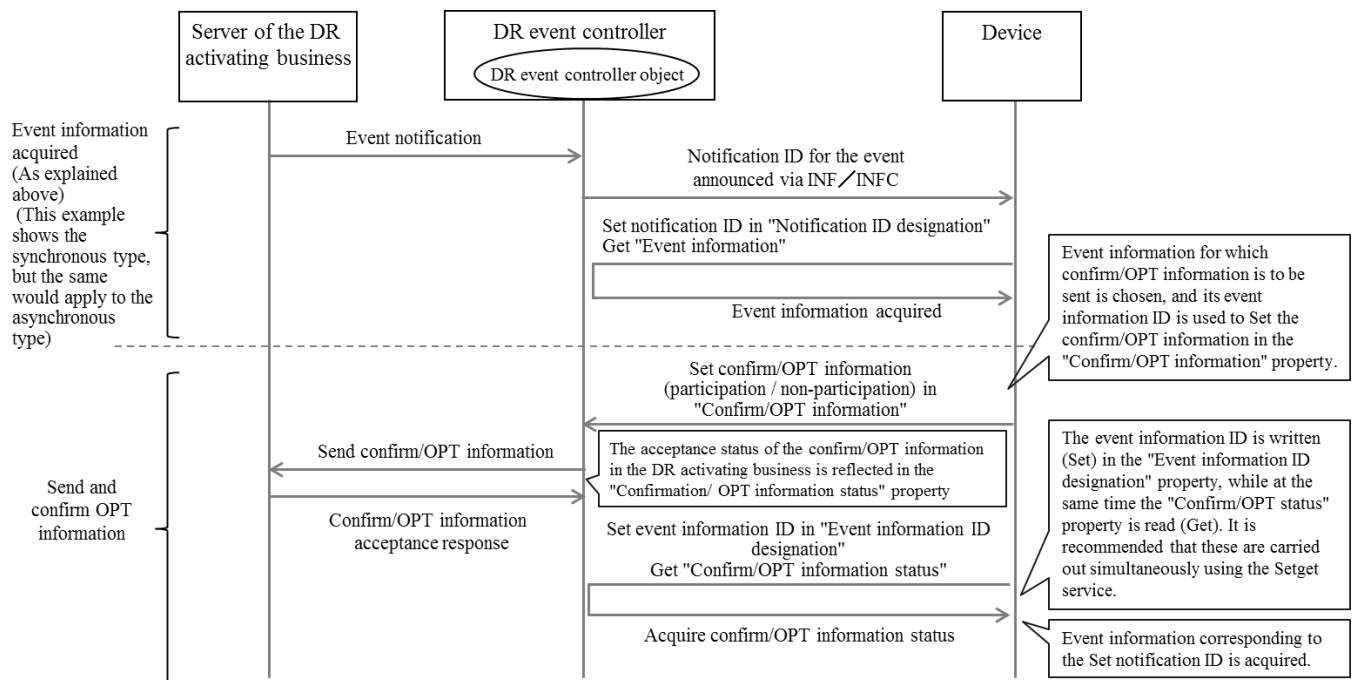 Server of the DR
activating business
DR event controller
DR event controller object
Device
Event information
acquired
(As explained
above)
(This example
shows the
synchronous type,
but the same
would apply to the
asynchronous
type)
Event notification
Notification ID for the event
announced via INF／INFC
Set notification ID in "Notification ID designation"
Get "Event information"
Event information acquired
Event information for which
confirm/OPT information is to be
sent is chosen, and its event
information ID is used to Set the
confirm/OPT information in the
"Confirm/OPT information" property.
Send and
confirm OPT
information
Set confirm/OPT information
(participation / non-participation) in
"Confirm/OPT information"
Send confirm/OPT information
The acceptance status of the confirm/OPT information
in the DR activating business is reflected in the
"Confirmation/ OPT information status" property
Confirm/OPT information
acceptance response
Set event information ID in "Event information ID
designation"
Get "Confirm/OPT information status"
Acquire confirm/OPT information status
The event information ID is written
(Set) in the "Event information ID
designation" property, while at the
same time the "Confirm/OPT status"
property is read (Get). It is
recommended that these are carried
out simultaneously using the Setget
service.
Event information corresponding to
the Set notification ID is acquired.